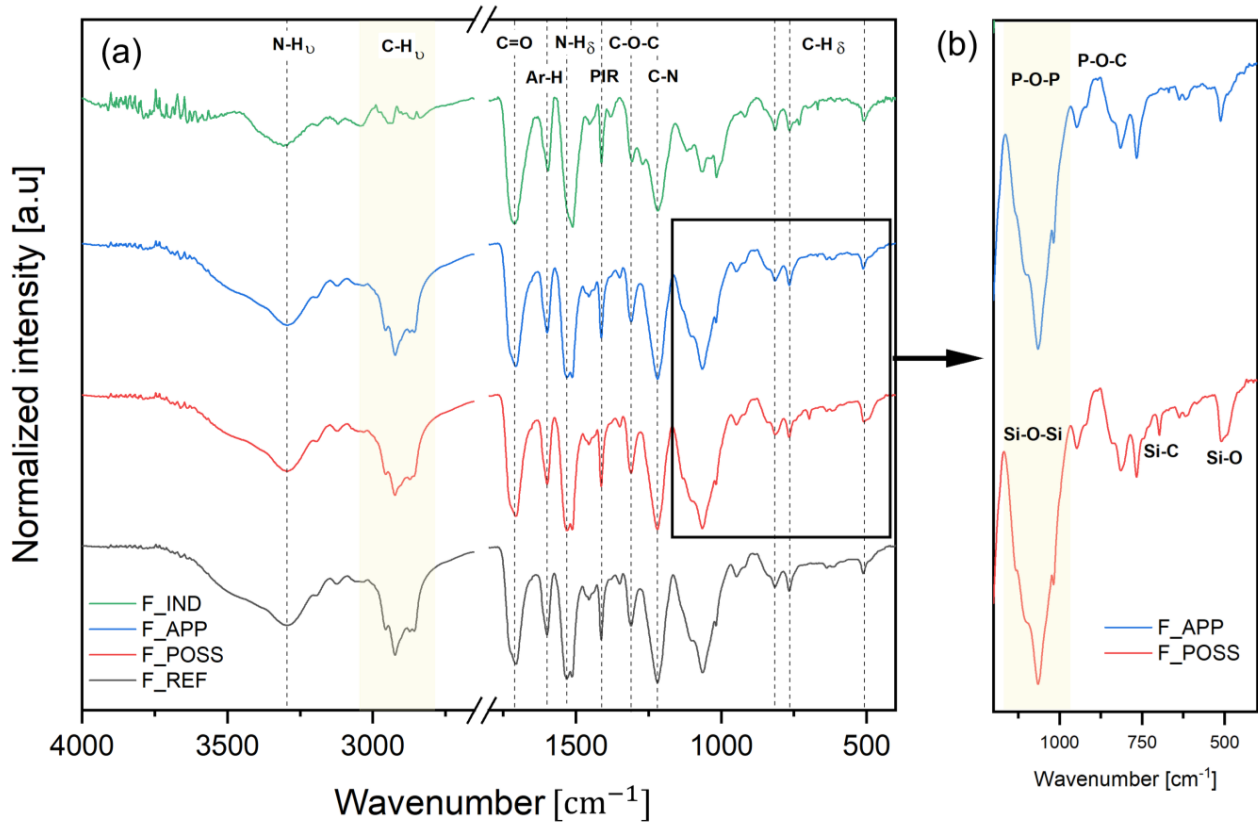 (a)
N-Hυ
C-Hυ
C=O
N-Hδ
C-O-C
C-Hδ
Ar-H
PIR
C-N
Normalized intensity [a.u]
F_IND
F_APP
F_POSS
F_REF
4000
3500
3000
1500
1000
500
Wavenumber [cm⁻¹]
(b)
P-O-C
P-O-P
Si-O-Si
Si-C
Si-O
F_APP
F_POSS
1000
750
500
Wavenumber [cm⁻¹]